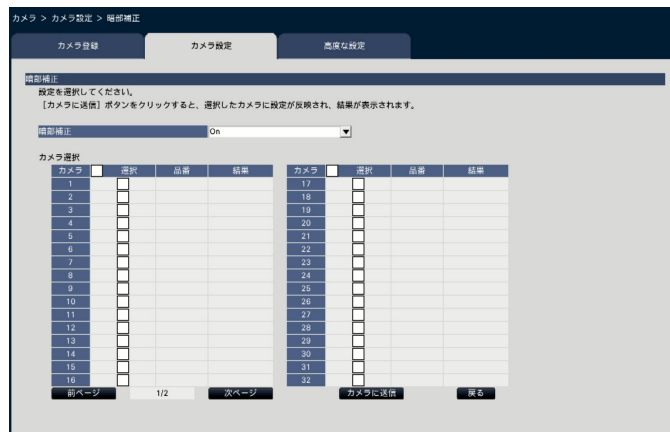 カメラ > カメラ設定 > 暗部補正
カメラ登録 カメラ設定 高度な設定
暗部補正
設定を選択してください。
[カメラに送信] ボタンをクリックすると、選択したカメラに設定が反映され、結果が表示されます。
暗部補正 On
カメラ選択
カメラ 選択 品番 結果 カメラ 選択 品番 結果
1 17
2 18
3 19
4 20
5 21
6 22
7 23
8 24
9 25
10 26
11 27
12 28
13 29
14 30
15 31
16 32
前ページ 1/2 次ページ カメラに送信 戻る